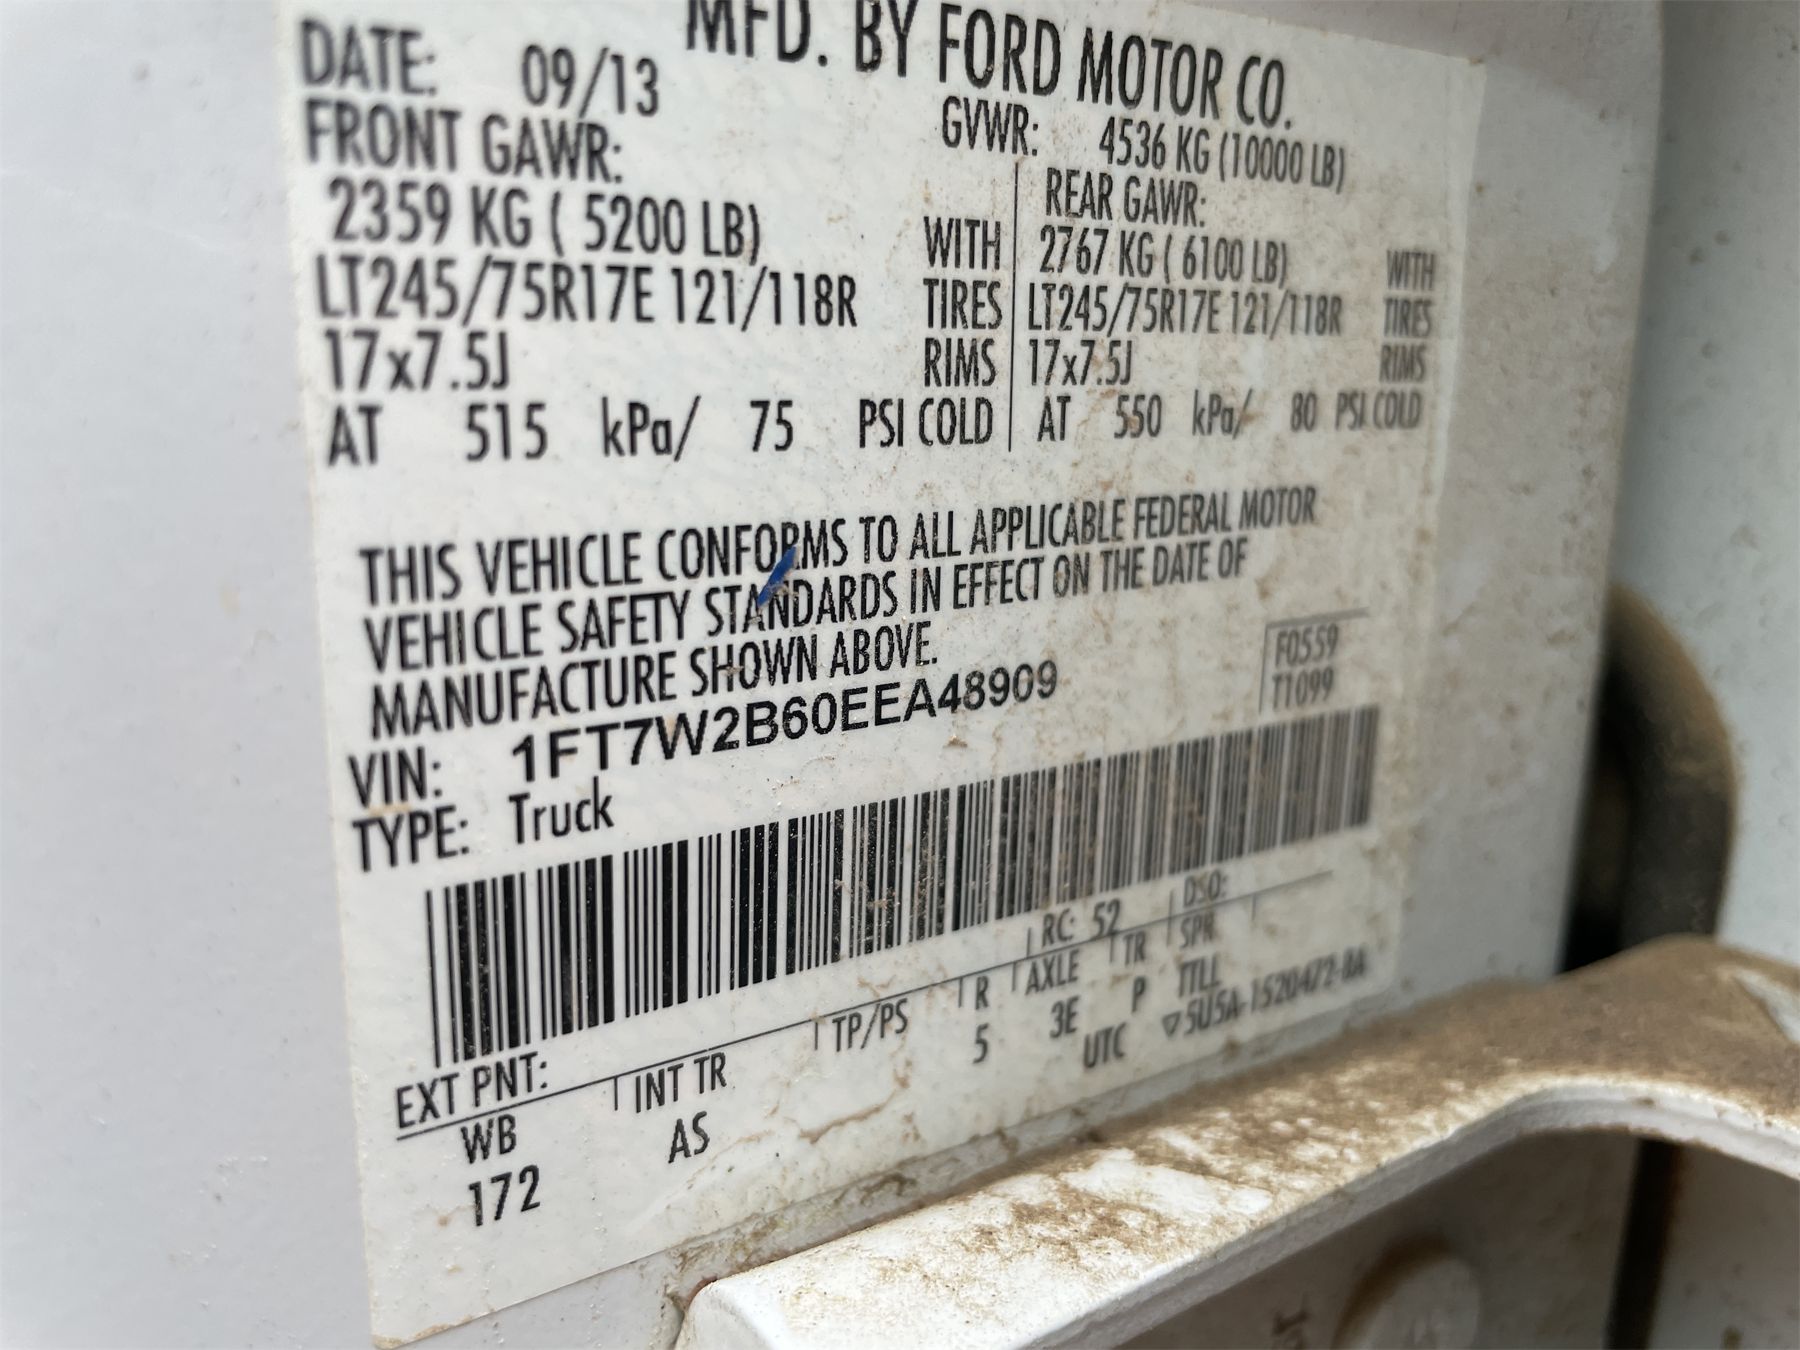 MFD. BY FORD MOTOR CO.
DATE: 09/13
GVWR: 4536 KG (10000 LB)
FRONT GAWR:
2359 KG ( 5200 LB) WITH
LT245/75R17E 121/118R TIRES
17x7.5J RIMS
AT 515 kPa/ 75 PSI COLD
REAR GAWR:
2767 KG ( 6100 LB) WITH
LT245/75R17E 121/118R TIRES
17x7.5J RIMS
AT 550 kPa/ 80 PSI COLD
THIS VEHICLE CONFORMS TO ALL APPLICABLE FEDERAL MOTOR
VEHICLE SAFETY STANDARDS IN EFFECT ON THE DATE OF
MANUFACTURE SHOWN ABOVE.
VIN: 1FT7W2B60EEA48909
TYPE: Truck
F0559
T1099
EXT PNT: RC: 52 DSO:
WB INT TR TP/PS R AXLE TR SPR
172 AS 5 3E P TTLL
UTC ▽5U5A-1520472-BA